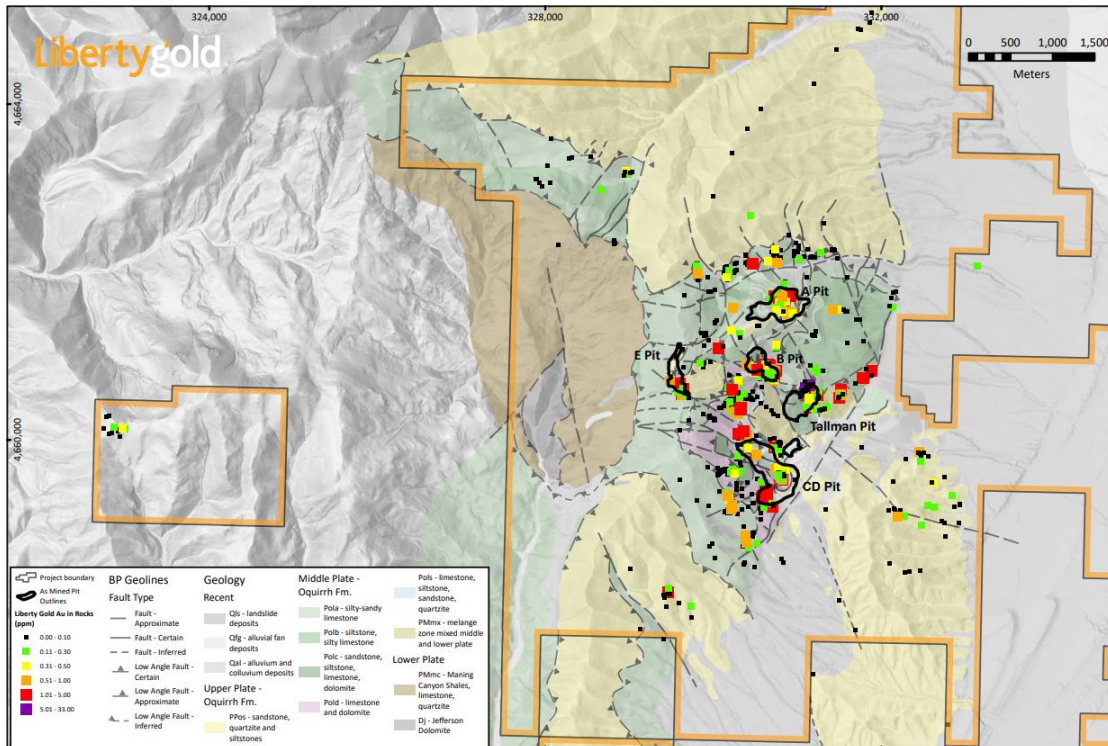 324,000
328,000
332,000
Libertygold
0 500 1,000 1,500
Meters
4,664,000
A Pit
E Pit
B Pit
Tallman Pit
4,660,000
CD Pit
Project boundary
As Mined Pit
Outlines
Liberty Gold Au in Rocks
(ppm)
0.00 - 0.10
0.11 - 0.30
0.31 - 0.50
0.51 - 1.00
1.01 - 5.00
5.01 - 33.00
BP Geolines
Fault Type
Fault -
Approximate
Fault - Certain
Fault - Inferred
Low Angle Fault -
Certain
Low Angle Fault -
Approximate
Low Angle Fault -
Inferred
Geology
Recent
Qls - landslide
deposits
Qfg - alluvial fan
deposits
Qal - alluvium and
colluvium deposits
Upper Plate -
Oquirrh Fm.
PPos - sandstone,
quartzite and
siltstones
Middle Plate -
Oquirrh Fm.
Pola - silty-sandy
limestone
Polb - siltstone,
silty limestone
Polc - sandstone,
siltstone,
limestone,
dolomite
Pold - limestone
and dolomite
Pols - limestone,
siltstone,
sandstone,
quartzite
PMmx - melange
zone mixed middle
and lower plate
Lower Plate
PMmc - Maning
Canyon Shales,
limestone,
quartzite
Dj - Jefferson
Dolomite